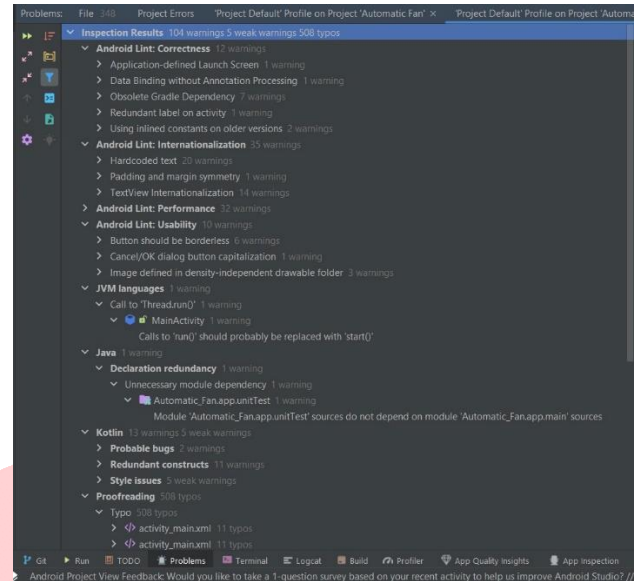 Problems: File 348 Project Errors 'Project Default' Profile on Project 'Automatic Fan' × 'Project Default' Profile on Project 'Automa
Inspection Results 104 warnings 5 weak warnings 508 typos
Android Lint: Correctness 12 warnings
Application-defined Launch Screen 1 warning
Data Binding without Annotation Processing 1 warning
Obsolete Gradle Dependency 7 warnings
Redundant label on activity 1 warning
Using inlined constants on older versions 2 warnings
Android Lint: Internationalization 35 warnings
Hardcoded text 20 warnings
Padding and margin symmetry 1 warning
TextView Internationalization 14 warnings
Android Lint: Performance 32 warnings
Android Lint: Usability 10 warnings
Button should be borderless 6 warnings
Cancel/OK dialog button capitalization 1 warning
Image defined in density-independent drawable folder 3 warnings
JVM languages 1 warning
Call to 'Thread.run()' 1 warning
MainActivity 1 warning
Calls to 'run()' should probably be replaced with 'start()'
Java 1 warning
Declaration redundancy 1 warning
Unnecessary module dependency 1 warning
Automatic_Fan.app.unitTest 1 warning
Module 'Automatic_Fan.app.unitTest' sources do not depend on module 'Automatic_Fan.app.main' sources
Kotlin 13 warnings 5 weak warnings
Probable bugs 2 warnings
Redundant constructs 11 warnings
Style issues 5 weak warnings
Proofreading 508 typos
Typo 508 typos
activity_main.xml 11 typos
activity_main.xml 11 typos
Git Run TODO Problems Terminal Logcat Build Profiler App Quality Insights App Inspection
Android Project View Feedback: Would you like to take a 1-question survey based on your recent activity to help us improve Android Studio? //